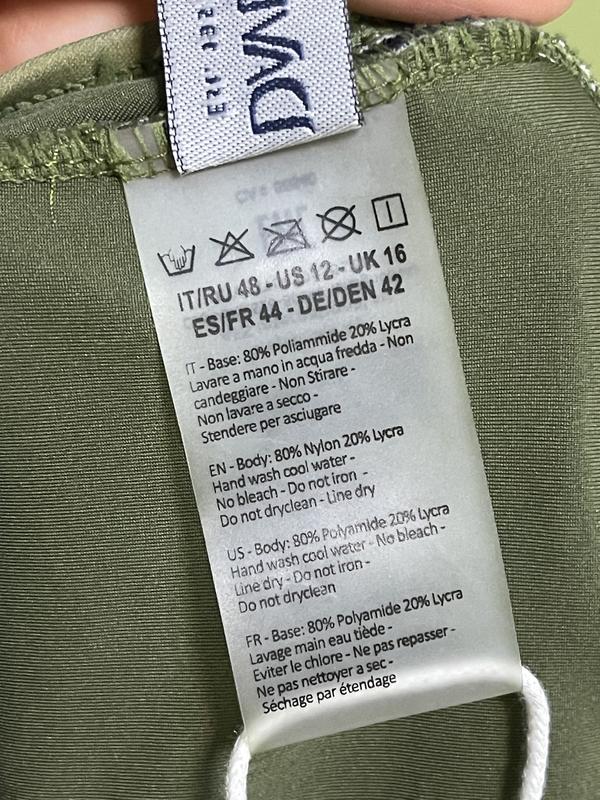 IT/RU 48 - US 12 - UK 16
ES/FR 44 - DE/DEN 42
IT - Base: 80% Poliammide 20% Lycra
Lavare a mano in acqua fredda - Non
candeggiare - Non Stirare -
Non lavare a secco -
Stendere per asciugare
EN - Body: 80% Nylon 20% Lycra
Hand wash cool water -
No bleach - Do not iron -
Do not dryclean - Line dry
US - Body: 80% Polyamide 20% Lycra
Hand wash cool water - No bleach -
Line dry - Do not iron -
Do not dryclean
FR - Base: 80% Polyamide 20% Lycra
Lavage main eau tiède -
Eviter le chlore - Ne pas repasser -
Ne pas nettoyer a sec -
Séchage par étendage